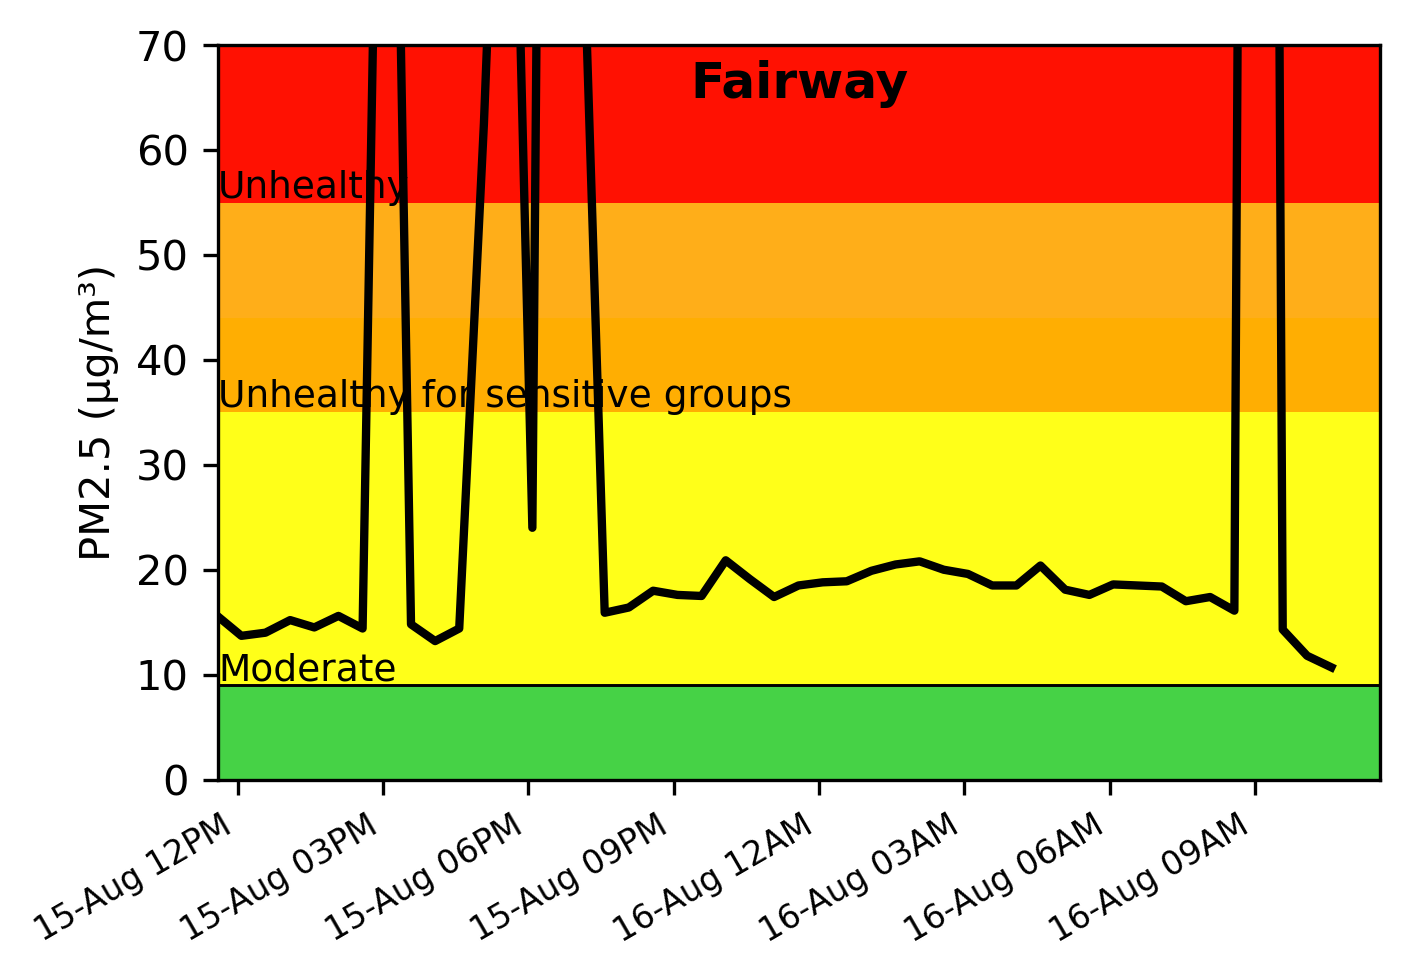 Fairway
70
60
Unhealthy
50
40
Unhealthy for sensitive groups
30
20
Moderate
10
0
PM2.5 (µg/m³)
15-Aug 12PM
15-Aug 03PM
15-Aug 06PM
15-Aug 09PM
16-Aug 12AM
16-Aug 03AM
16-Aug 06AM
16-Aug 09AM